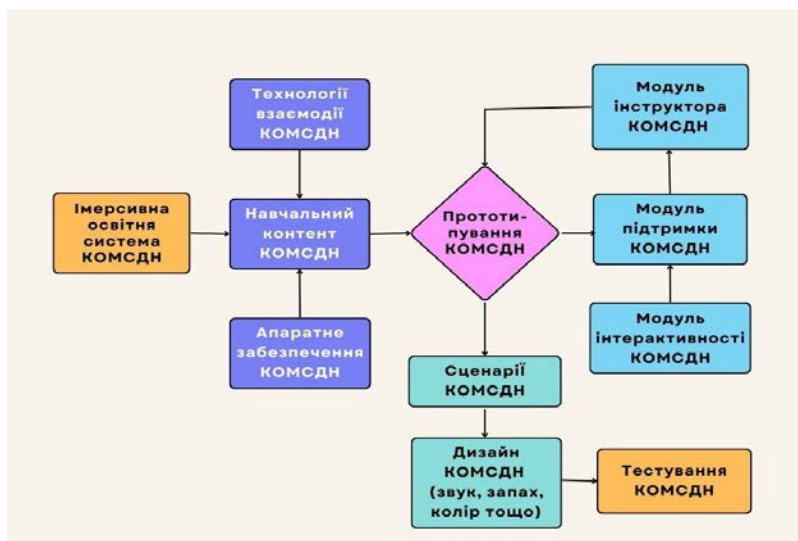 Технології
взаємодії
КОМСДН
Модуль
інструктора
КОМСДН
Імерсивна
освітня
система
КОМСДН
Навчальний
контент
КОМСДН
Прототи-
пування
КОМСДН
Модуль
підтримки
КОМСДН
Апаратне
забезпечення
КОМСДН
Модуль
інтерактивності
КОМСДН
Сценарії
КОМСДН
Дизайн
КОМСДН
(звук, запах,
колір тощо)
Тестування
КОМСДН